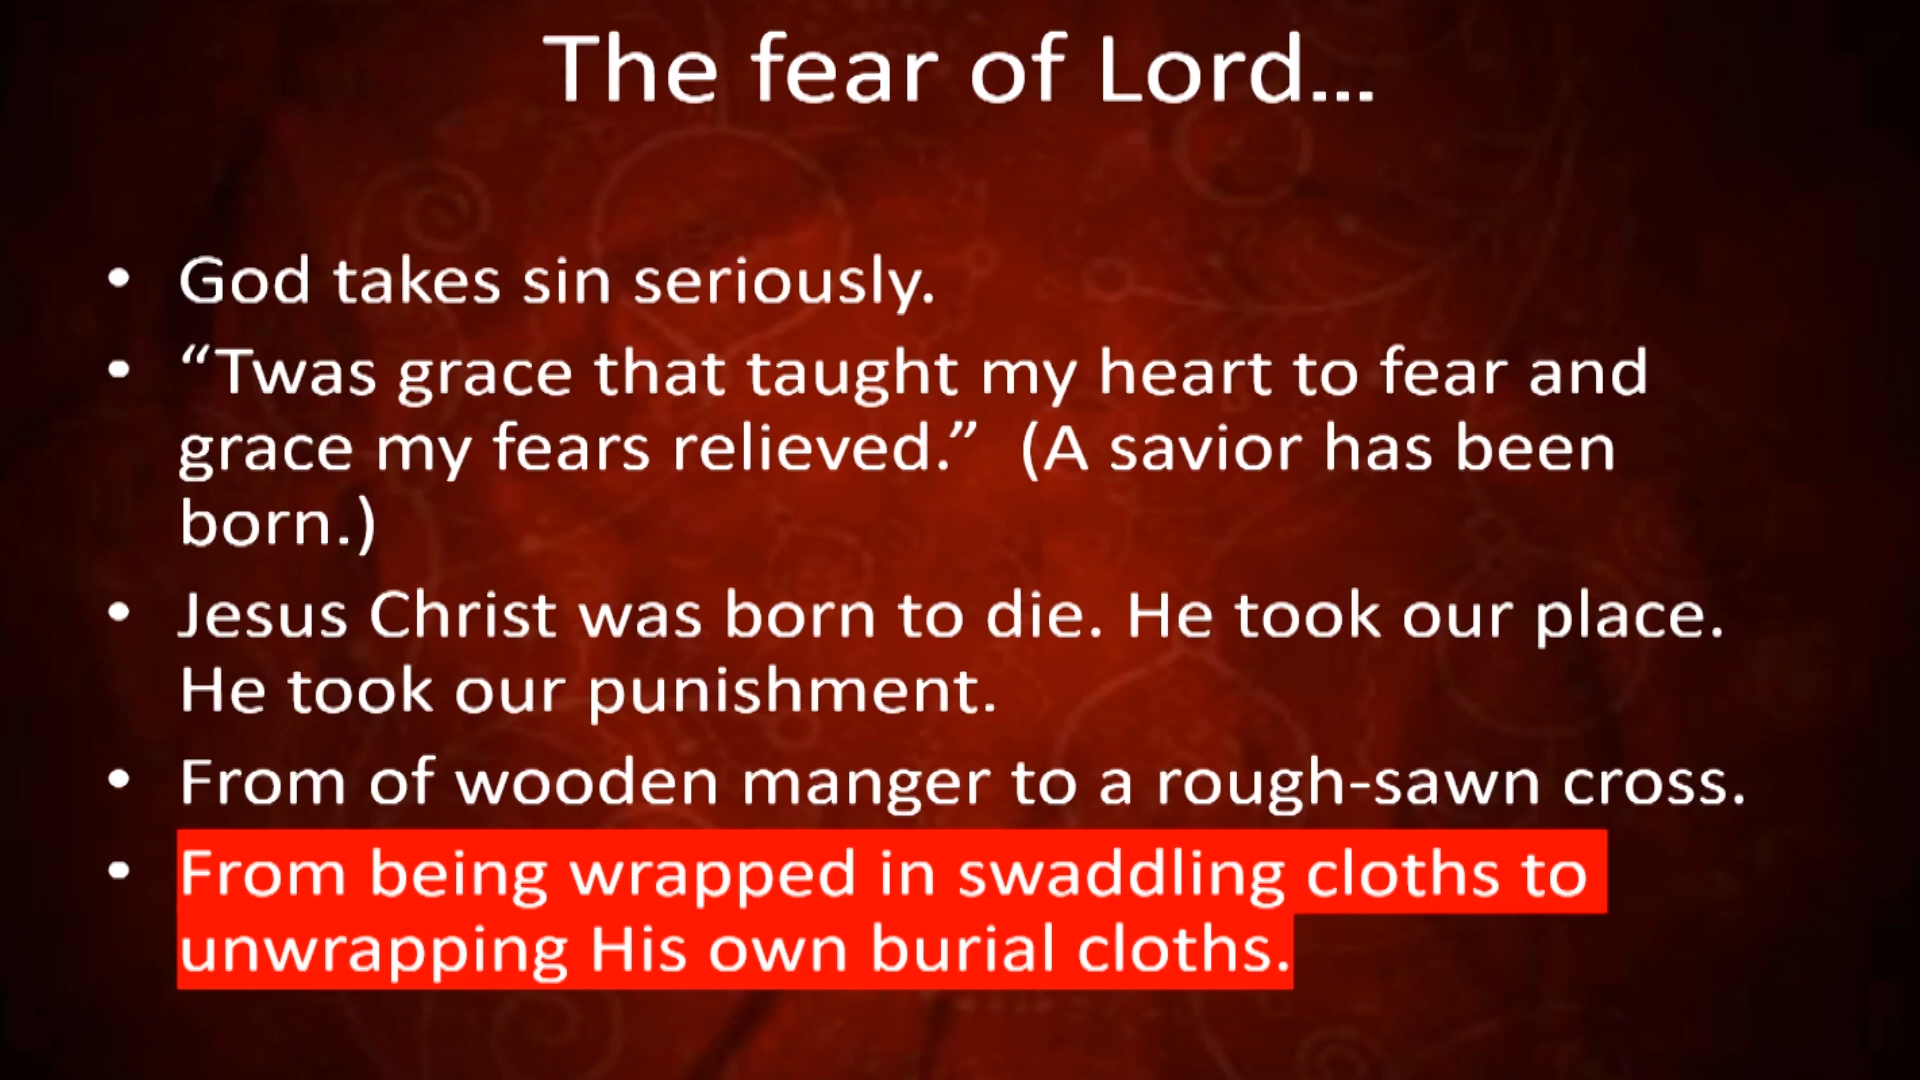 The fear of Lord...
• God takes sin seriously.
• “Twas grace that taught my heart to fear and
grace my fears relieved.”  (A savior has been
born.)
• Jesus Christ was born to die. He took our place.
He took our punishment.
• From of wooden manger to a rough-sawn cross.
• From being wrapped in swaddling cloths to
unwrapping His own burial cloths.